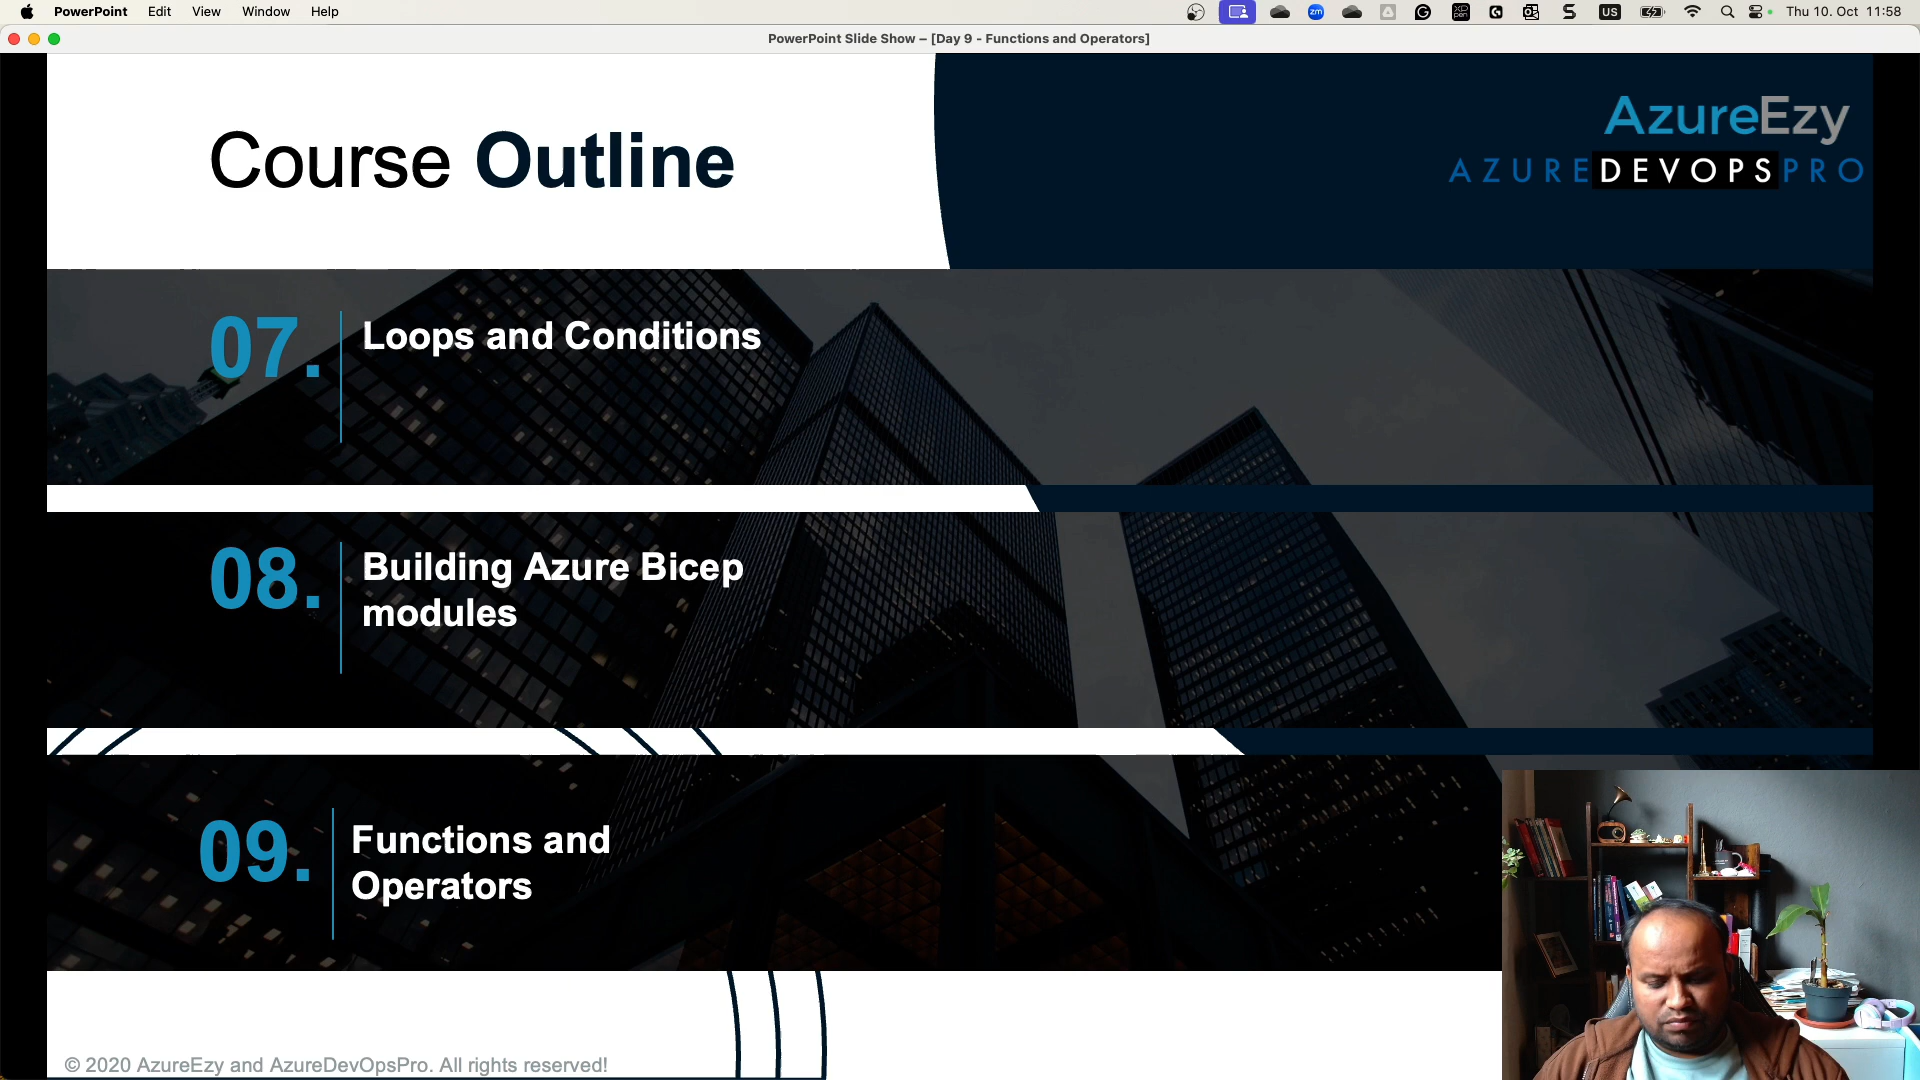 PowerPoint Edit View Window Help
zm
US
Thu 10. Oct 11:58
PowerPoint Slide Show – [Day 9 - Functions and Operators]
Course Outline
AzureEzy
AZUREDEVOPSPRO
07. Loops and Conditions
08. Building Azure Bicep
modules
09. Functions and
Operators
© 2020 AzureEzy and AzureDevOpsPro. All rights reserved!